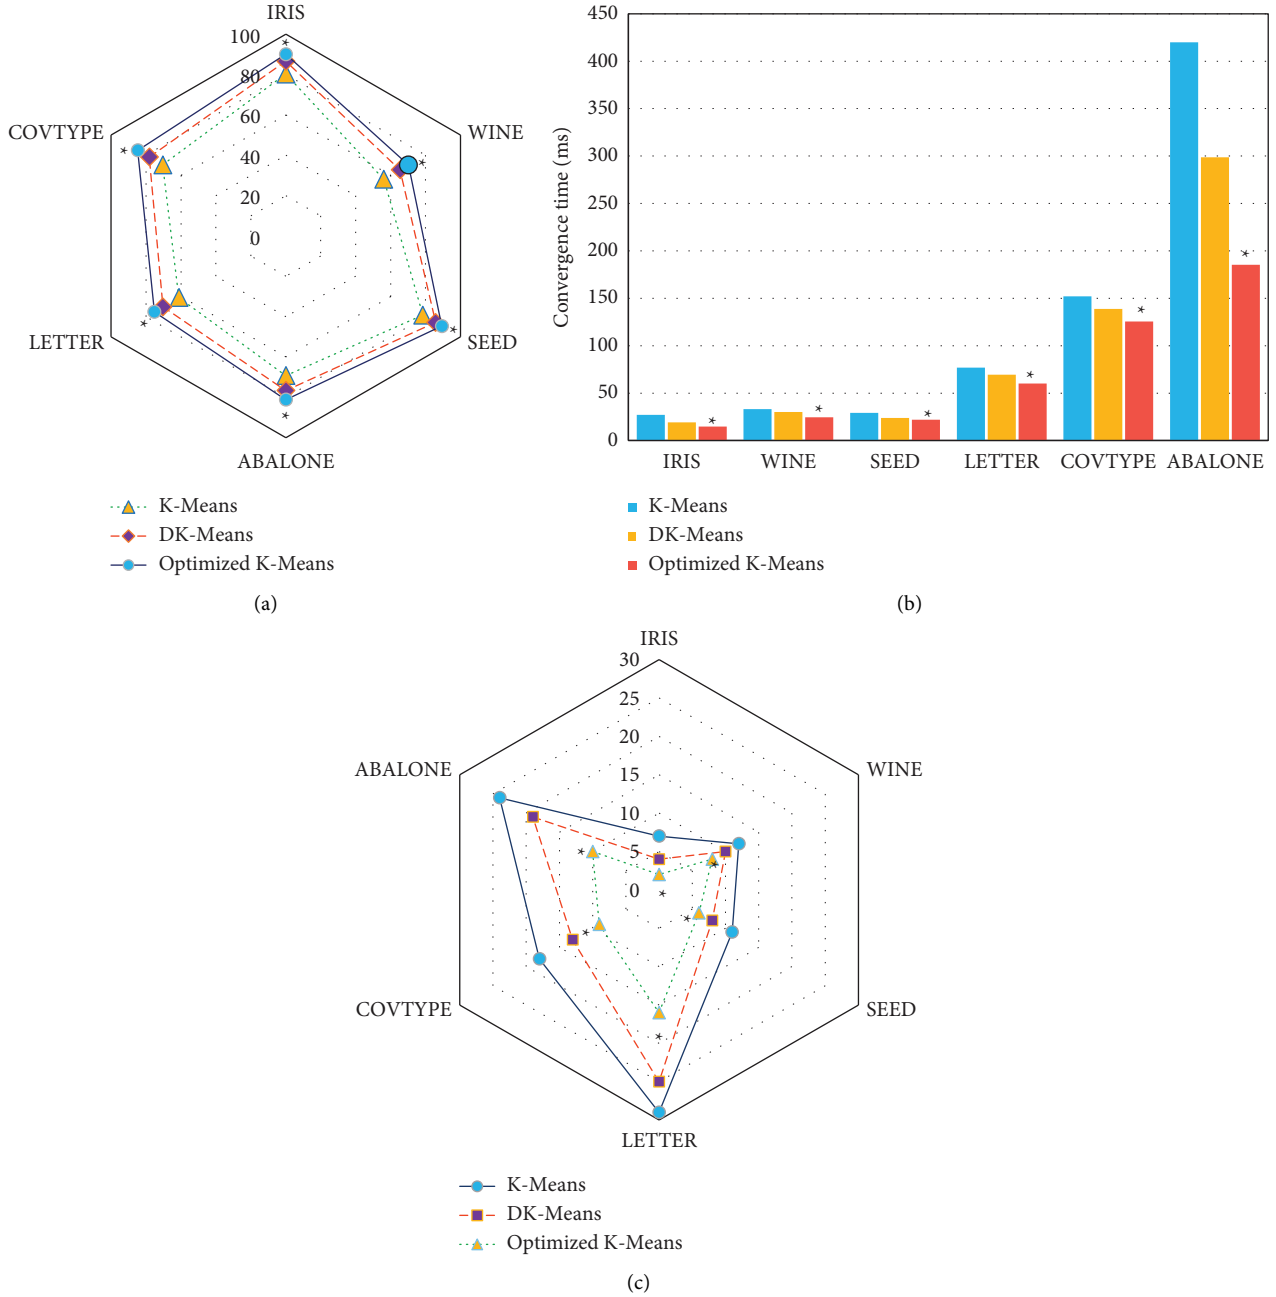 IRIS
100
80
60
40
20
0
WINE
SEED
ABALONE
LETTER
COVTYPE
K-Means
DK-Means
Optimized K-Means
(a)
Convergence time (ms)
450
400
350
300
250
200
150
100
50
0
IRIS WINE SEED LETTER COVTYPE ABALONE
K-Means
DK-Means
Optimized K-Means
(b)
IRIS
30
25
20
15
10
5
0
WINE
SEED
LETTER
COVTYPE
ABALONE
K-Means
DK-Means
Optimized K-Means
(c)